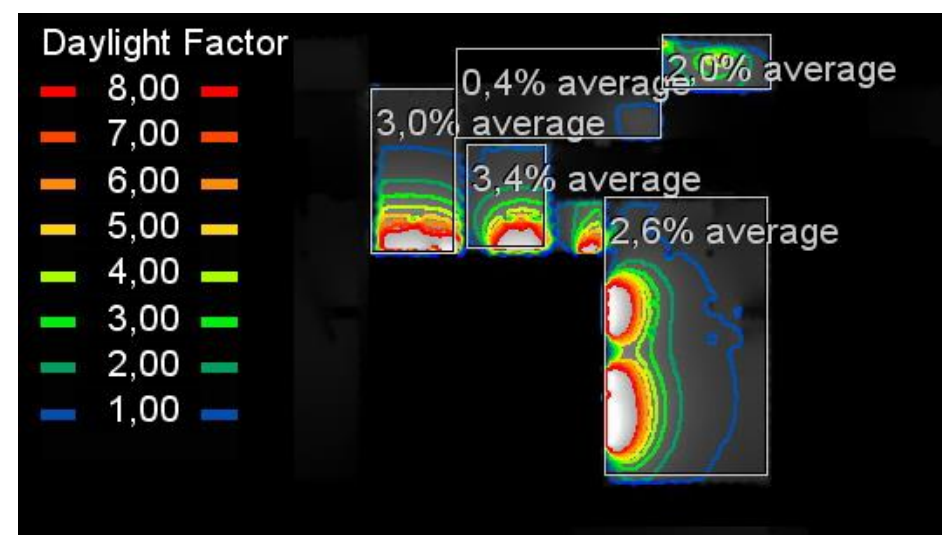 Daylight Factor
8,00
7,00
6,00
5,00
4,00
3,00
2,00
1,00
2,0% average
0,4% average
3,0% average
3,4% average
2,6% average